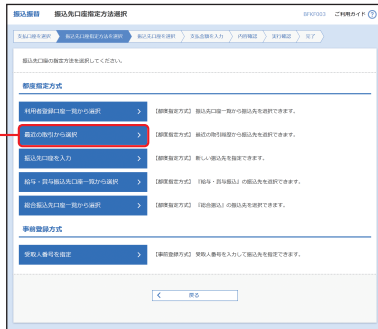 振込振替 振込先口座指定方法選択 BFKF003 ご利用ガイド ?
支払口座を選択 振込先口座指定方法を選択 振込先口座を選択 支払金額を入力 内容確認 実行確認 完了
振込先口座の指定方法を選択してください。
都度指定方式
利用者登録口座一覧から選択 【都度指定方式】 振込先口座一覧から振込先を選択できます。
最近の取引から選択 【都度指定方式】 最近の取引履歴から振込先を選択できます。
振込先口座を入力 【都度指定方式】 新しい振込先を指定できます。
給与・賞与振込先口座一覧から選択 【都度指定方式】 『給与・賞与振込』の振込先を選択できます。
総合振込先口座一覧から選択 【都度指定方式】 『総合振込』の振込先を選択できます。
事前登録方式
受取人番号を指定 【事前登録方式】 受取人番号を入力して振込先を指定できます。
戻る